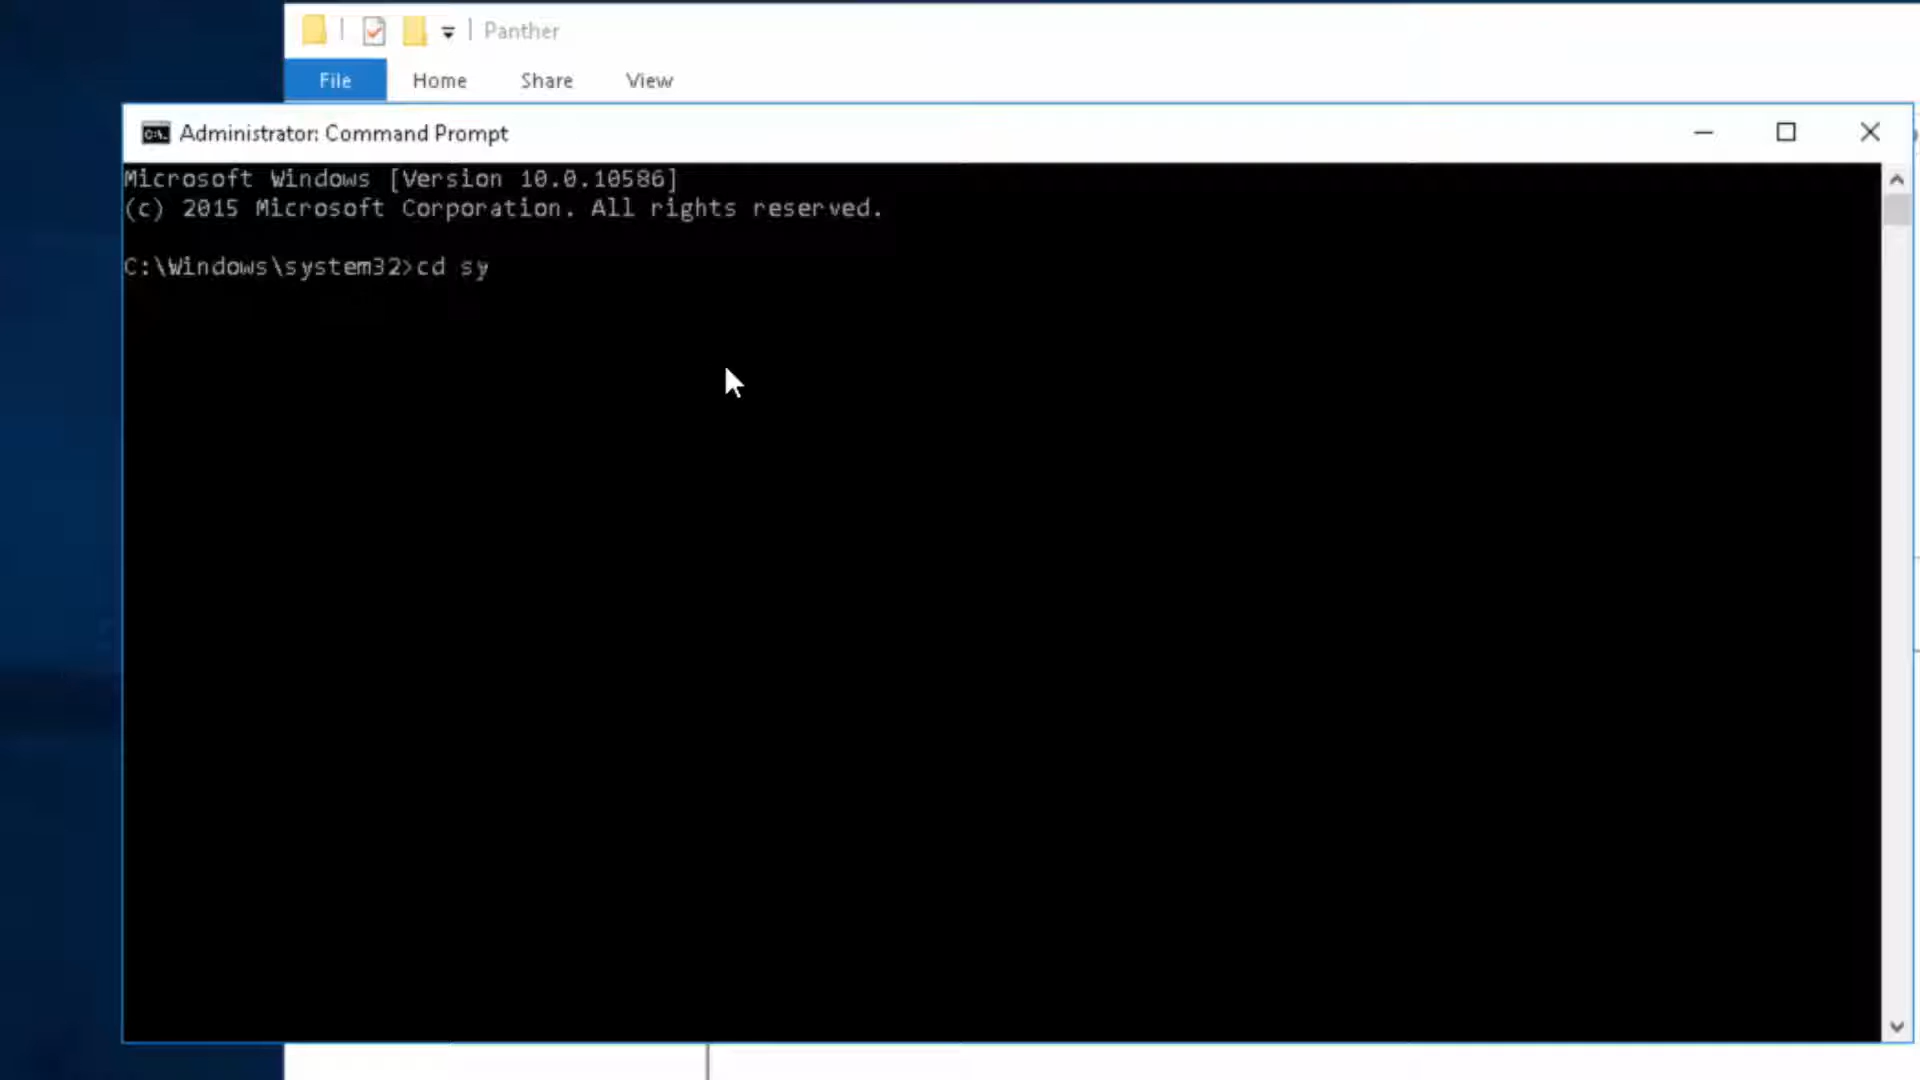 Panther
File Home Share View
Administrator: Command Prompt
Microsoft Windows [Version 10.0.10586]
(c) 2015 Microsoft Corporation. All rights reserved.
C:\Windows\system32>cd sy